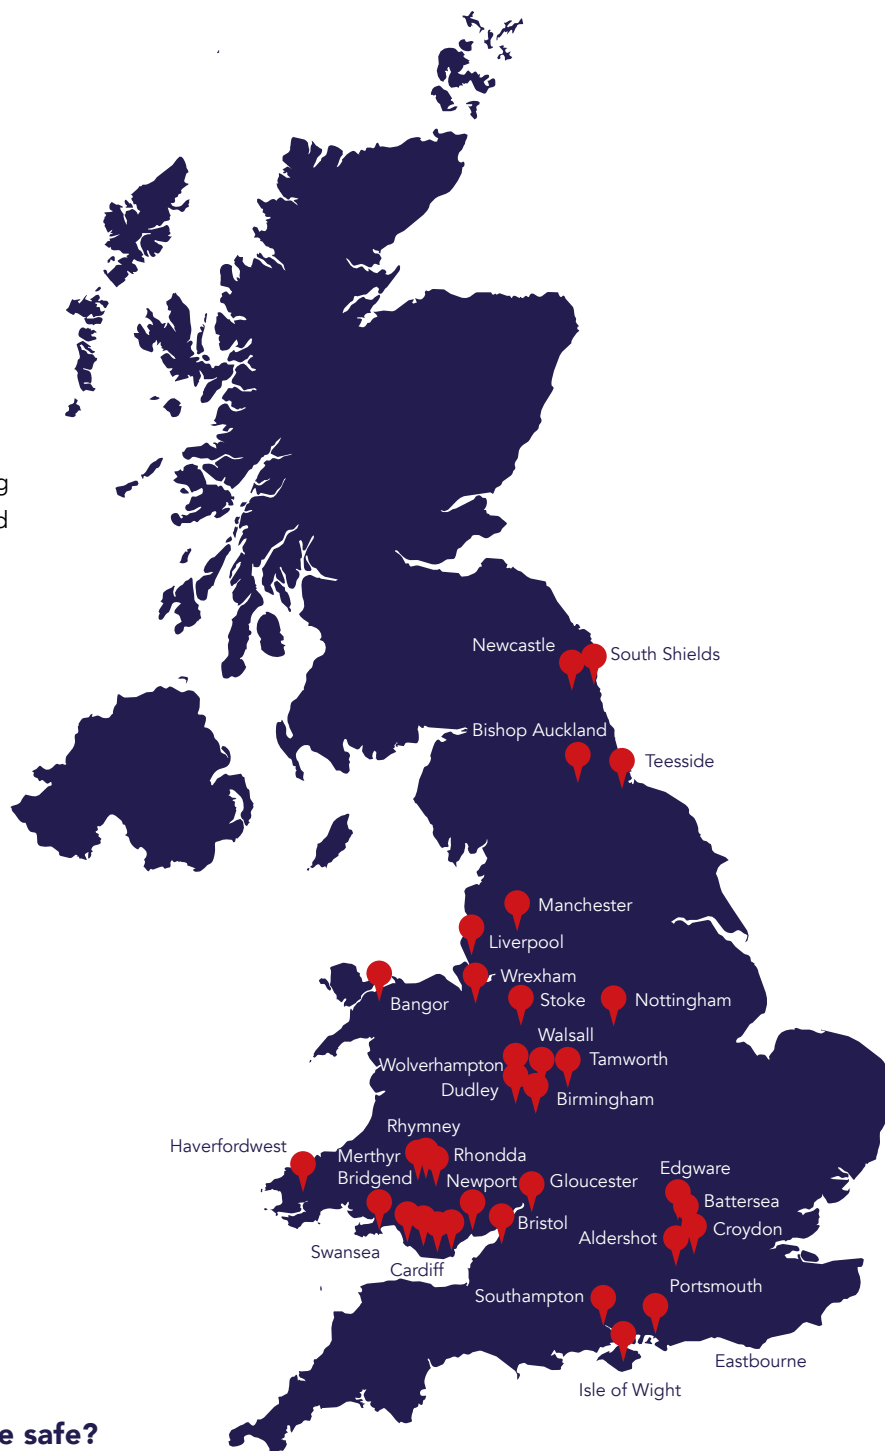 g
d
Newcastle
South Shields
Bishop Auckland
Teesside
Manchester
Liverpool
Wrexham
Bangor
Stoke
Nottingham
Walsall
Wolverhampton
Tamworth
Dudley
Birmingham
Rhymney
Haverfordwest
Merthyr
Rhondda
Bridgend
Newport
Gloucester
Edgware
Battersea
Bristol
Croydon
Aldershot
Swansea
Cardiff
Portsmouth
Southampton
Eastbourne
Isle of Wight
e safe?